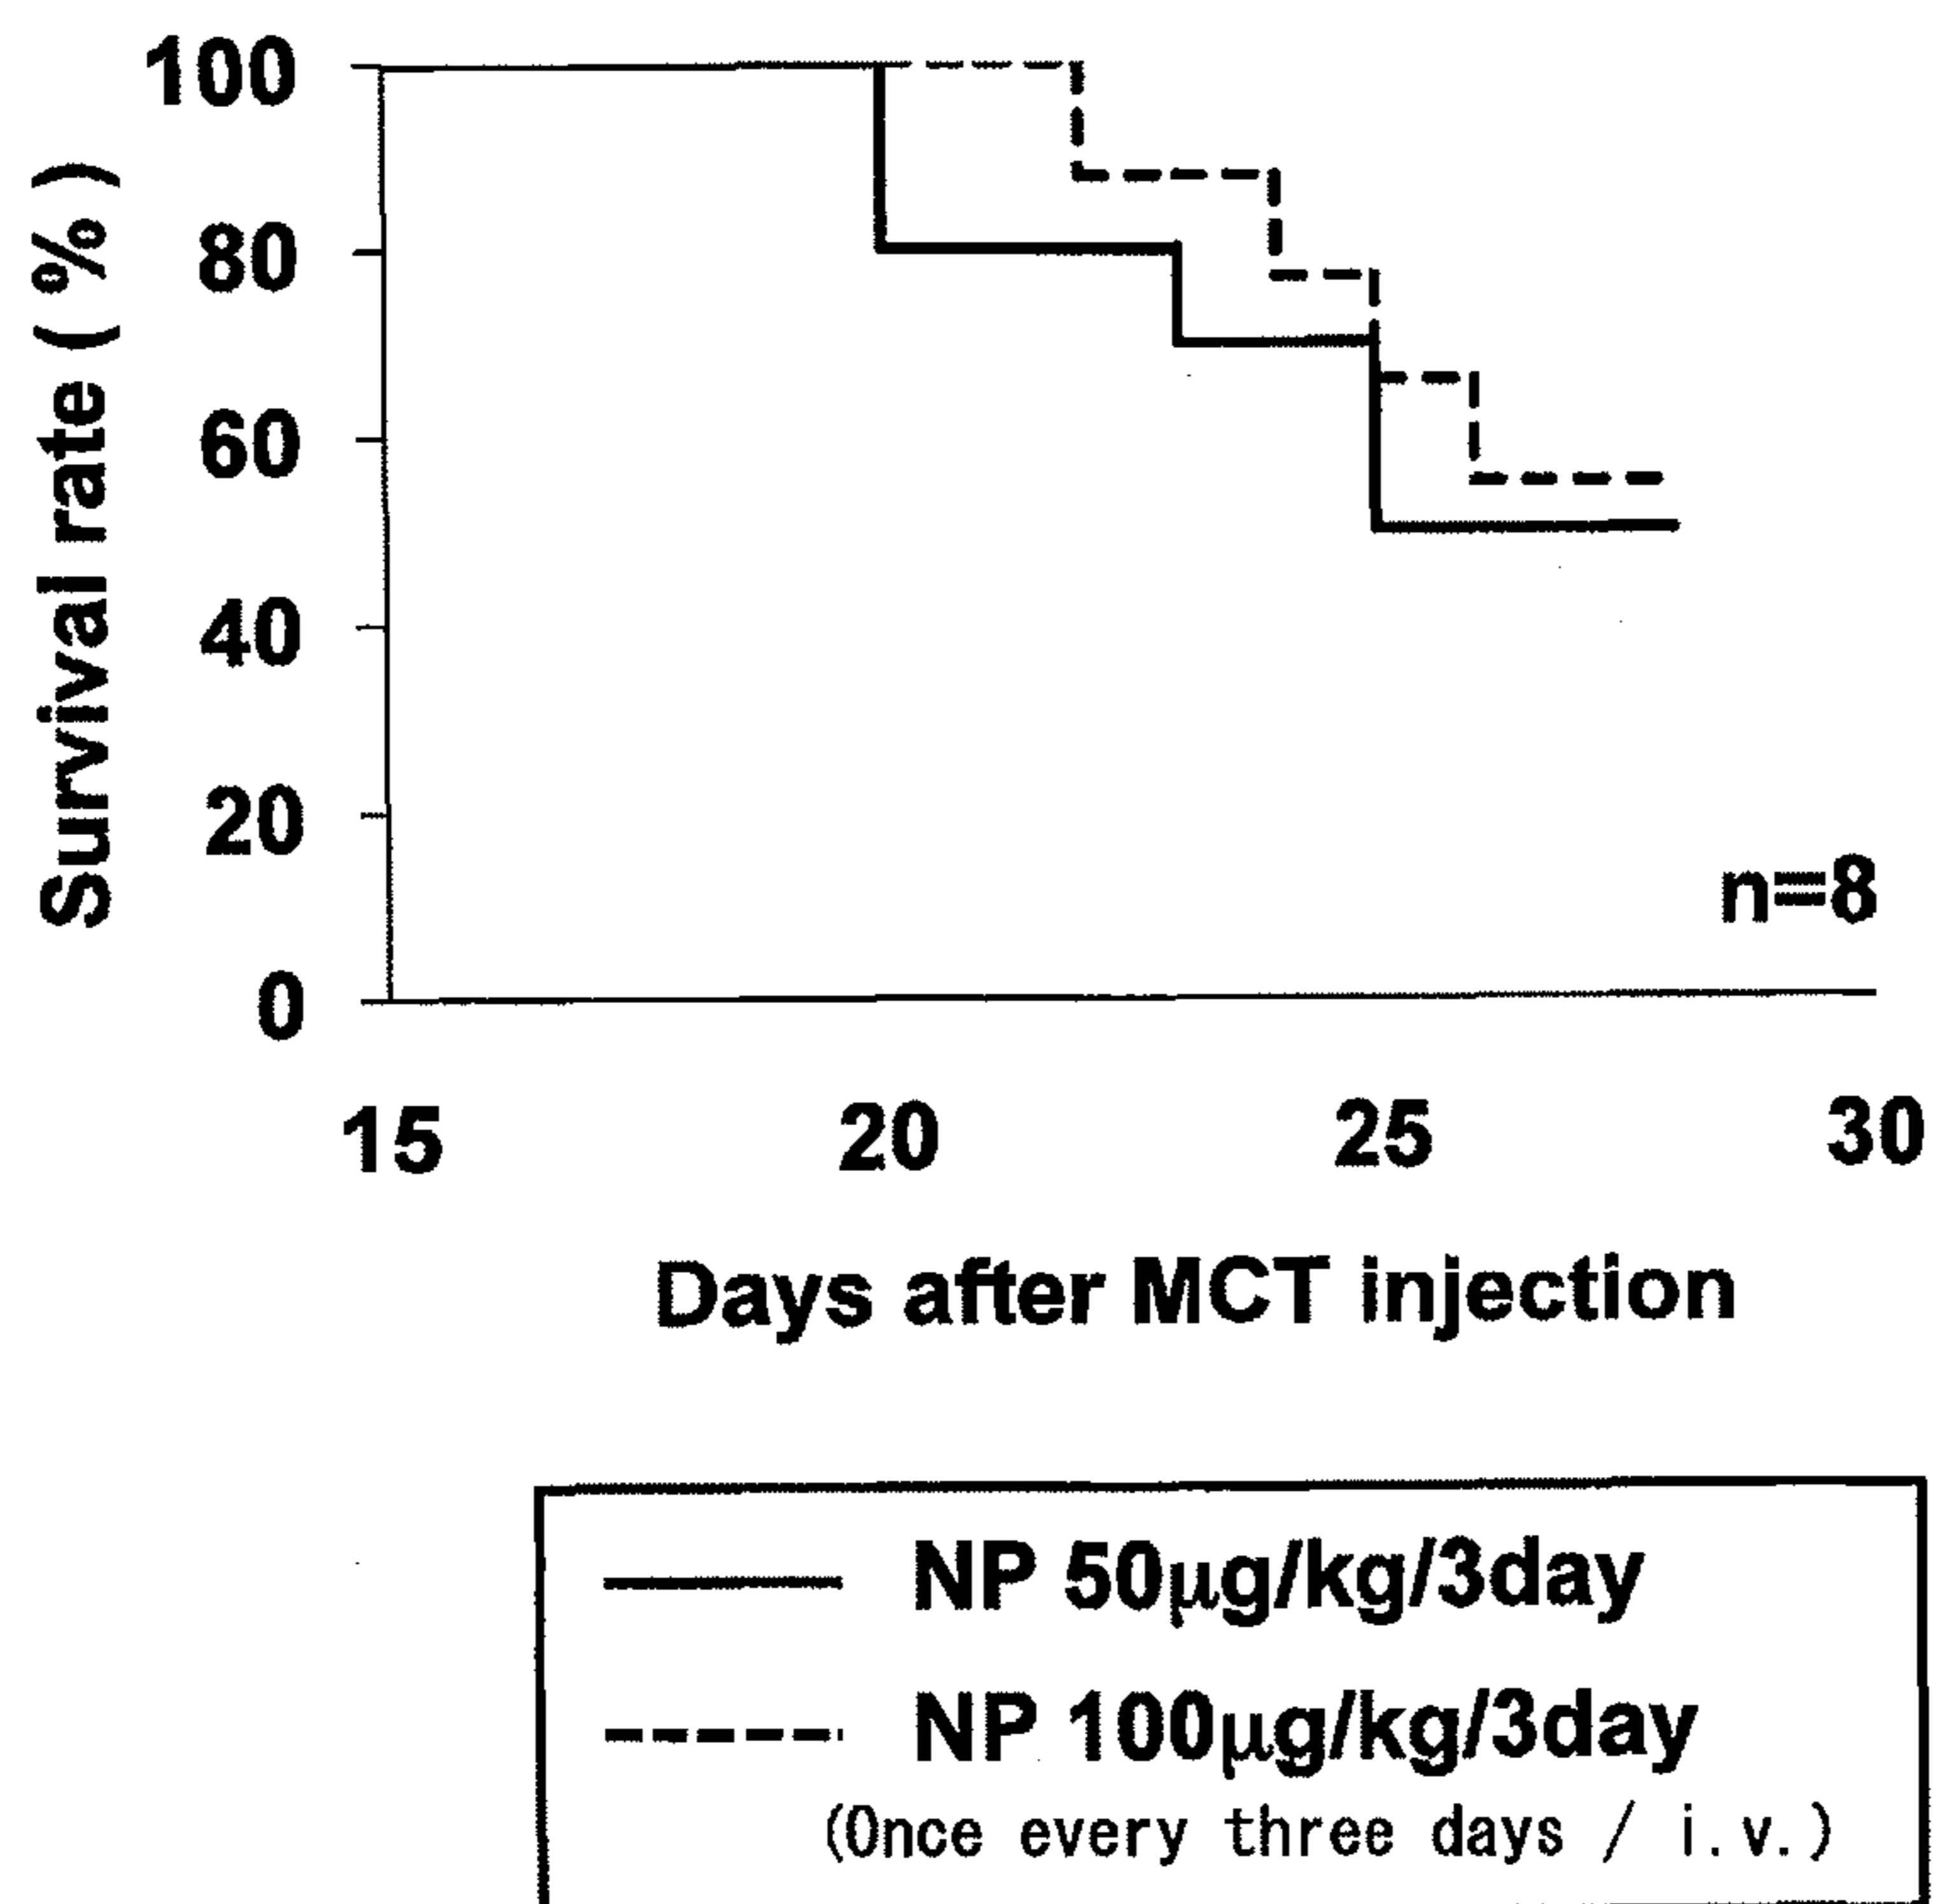 Survival rate ( % )
100
80
60
40
20
0
n=8
15 20 25 30
Days after MCT injection
NP 50μg/kg/3day
NP 100μg/kg/3day
(Once every three days / i.v.)